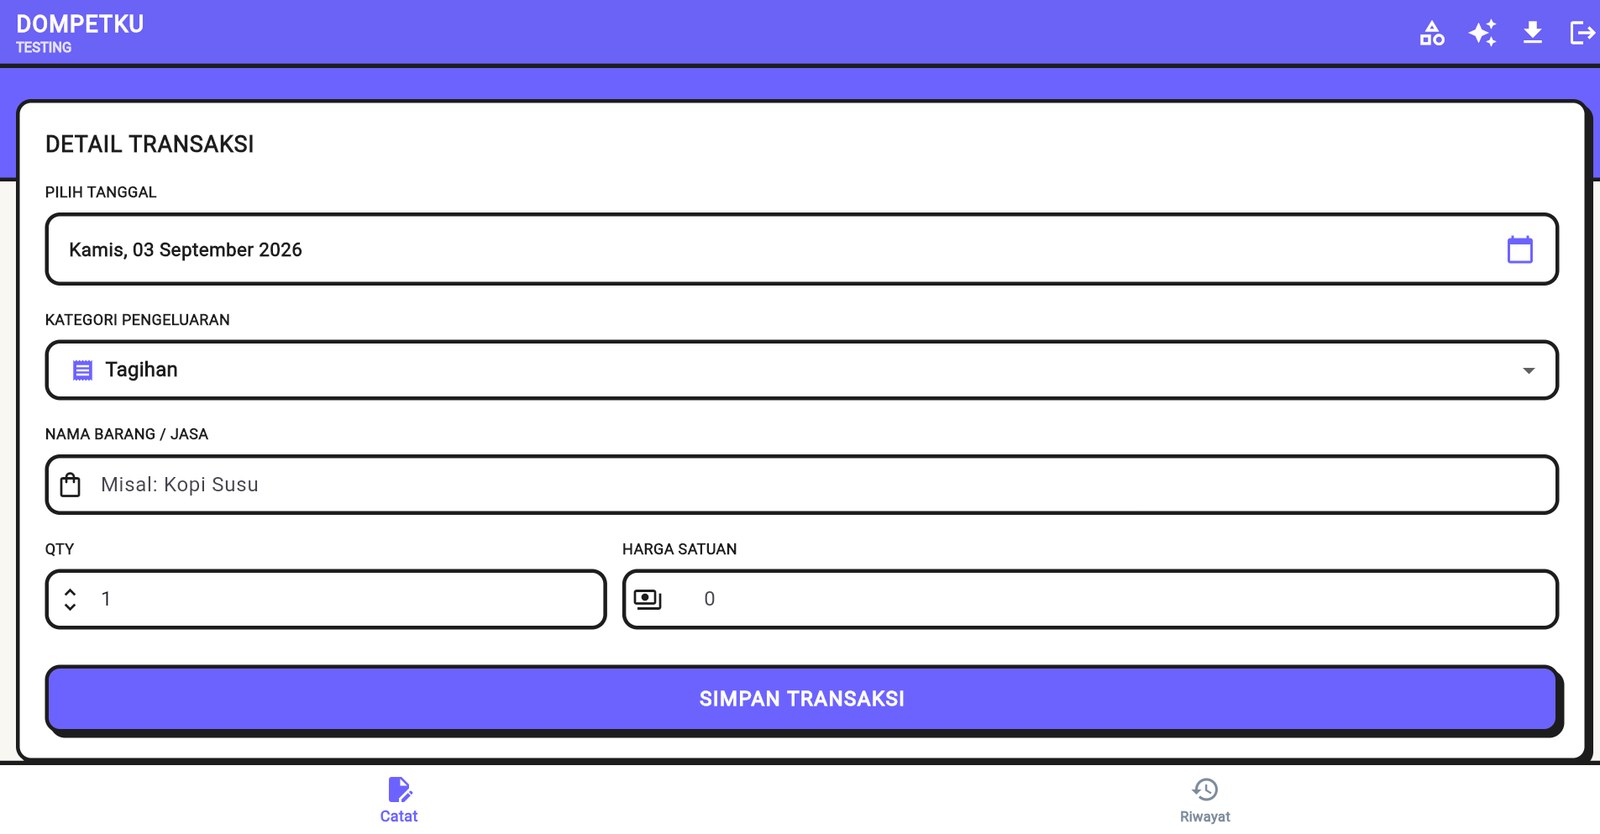 DOMPETKU
TESTING
DETAIL TRANSAKSI
PILIH TANGGAL
Kamis, 03 September 2026
KATEGORI PENGELUARAN
Tagihan
NAMA BARANG / JASA
Misal: Kopi Susu
QTY
HARGA SATUAN
1
0
SIMPAN TRANSAKSI
Catat
Riwayat